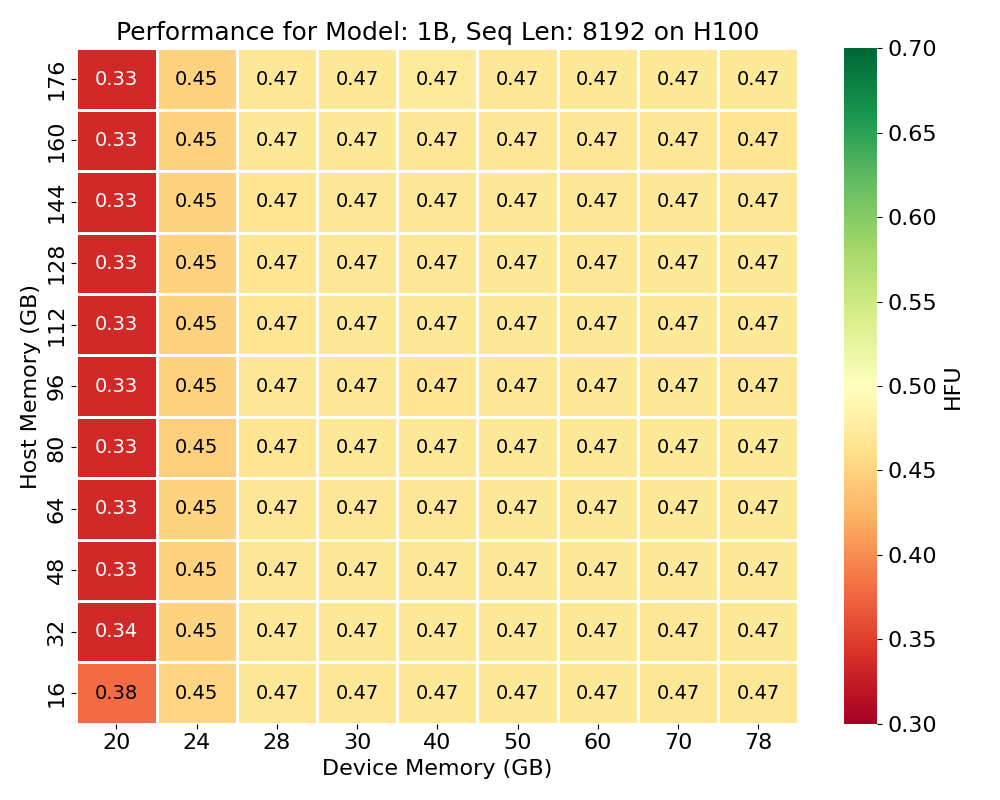 Performance for Model: 1B, Seq Len: 8192 on H100
Host Memory (GB)
176 0.33 0.45 0.47 0.47 0.47 0.47 0.47 0.47 0.47
160 0.33 0.45 0.47 0.47 0.47 0.47 0.47 0.47 0.47
144 0.33 0.45 0.47 0.47 0.47 0.47 0.47 0.47 0.47
128 0.33 0.45 0.47 0.47 0.47 0.47 0.47 0.47 0.47
112 0.33 0.45 0.47 0.47 0.47 0.47 0.47 0.47 0.47
96 0.33 0.45 0.47 0.47 0.47 0.47 0.47 0.47 0.47
80 0.33 0.45 0.47 0.47 0.47 0.47 0.47 0.47 0.47
64 0.33 0.45 0.47 0.47 0.47 0.47 0.47 0.47 0.47
48 0.33 0.45 0.47 0.47 0.47 0.47 0.47 0.47 0.47
32 0.34 0.45 0.47 0.47 0.47 0.47 0.47 0.47 0.47
16 0.38 0.45 0.47 0.47 0.47 0.47 0.47 0.47 0.47
20 24 28 30 40 50 60 70 78
Device Memory (GB)
0.70
0.65
0.60
0.55
0.50
0.45
0.40
0.35
0.30
HFU